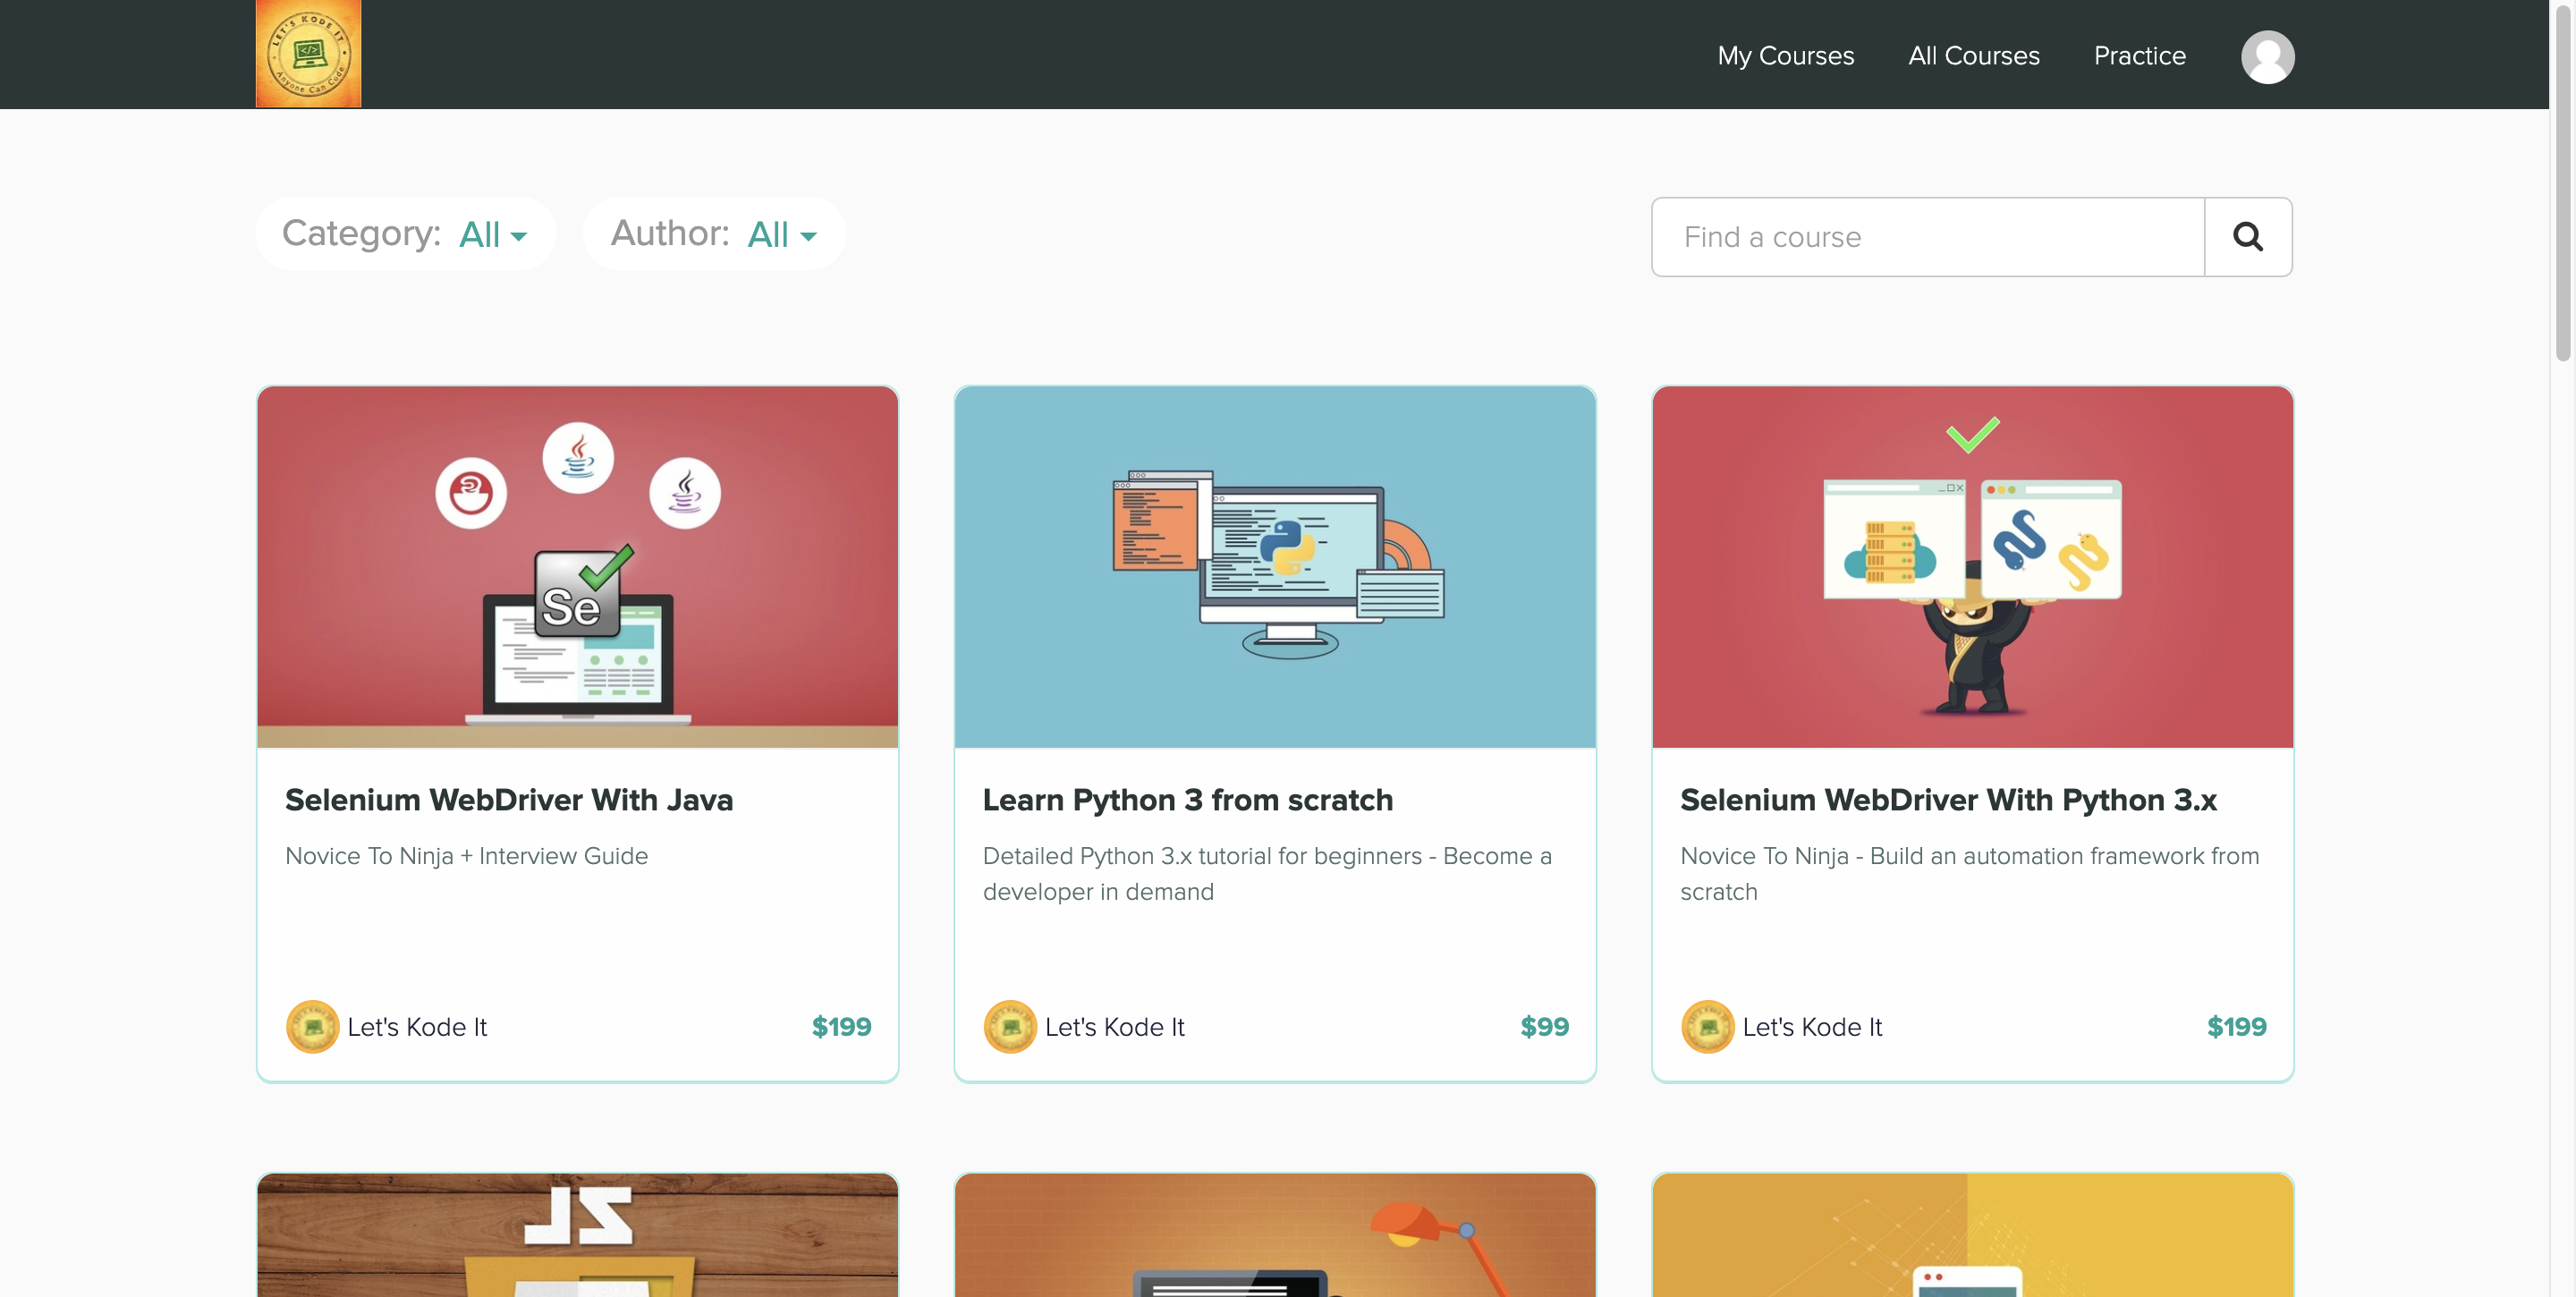 LET'S KODE IT
Anyone Can Code
My Courses
All Courses
Practice
Category: All
Author: All
Find a course
Se
Selenium WebDriver With Java
Novice To Ninja + Interview Guide
Let's Kode It
$199
Learn Python 3 from scratch
Detailed Python 3.x tutorial for beginners - Become a
developer in demand
Let's Kode It
$99
Selenium WebDriver With Python 3.x
Novice To Ninja - Build an automation framework from
scratch
Let's Kode It
$199
JS